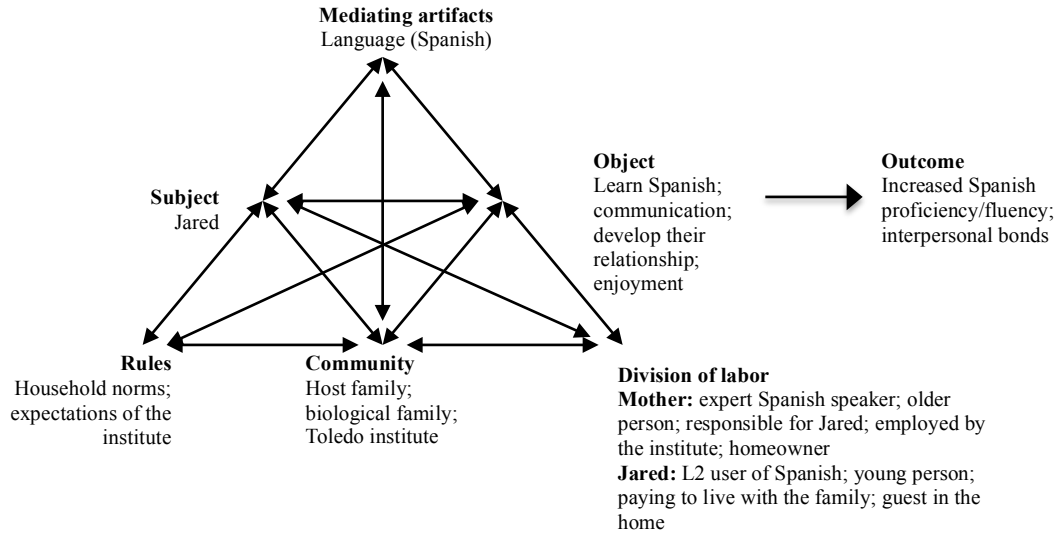 Mediating artifacts
Language (Spanish)
Subject
Jared
Object
Learn Spanish;
communication;
develop their
relationship;
enjoyment
Outcome
Increased Spanish
proficiency/fluency;
interpersonal bonds
Rules
Household norms;
expectations of the
institute
Community
Host family;
biological family;
Toledo institute
Division of labor
Mother: expert Spanish speaker; older
person; responsible for Jared; employed by
the institute; homeowner
Jared: L2 user of Spanish; young person;
paying to live with the family; guest in the
home